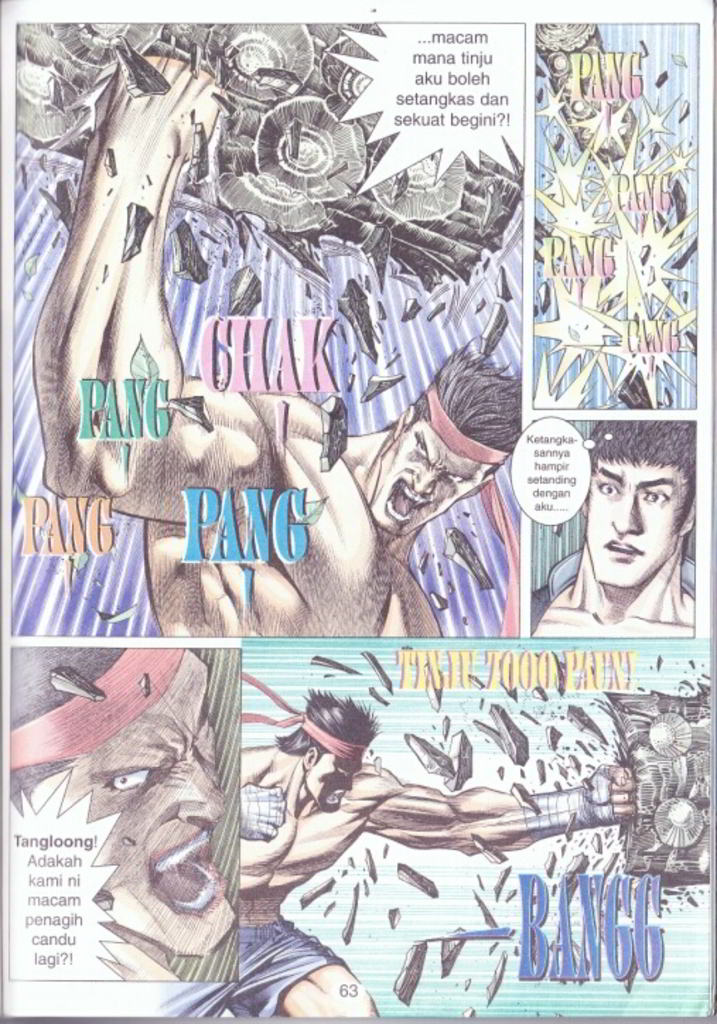 ...macam
mana tinju
aku boleh
setangkas dan
sekuat begini?!
CHAK
PANG
PANG
PANG
PANG
PANG
PANG
PANG
Ketangka-
sannya
hampir
setanding
dengan
aku.....
Tangloong!
Adakah
kami ni
macam
penagih
candu
lagi?!
TINJU 7000 PAUN!
BANGG
63